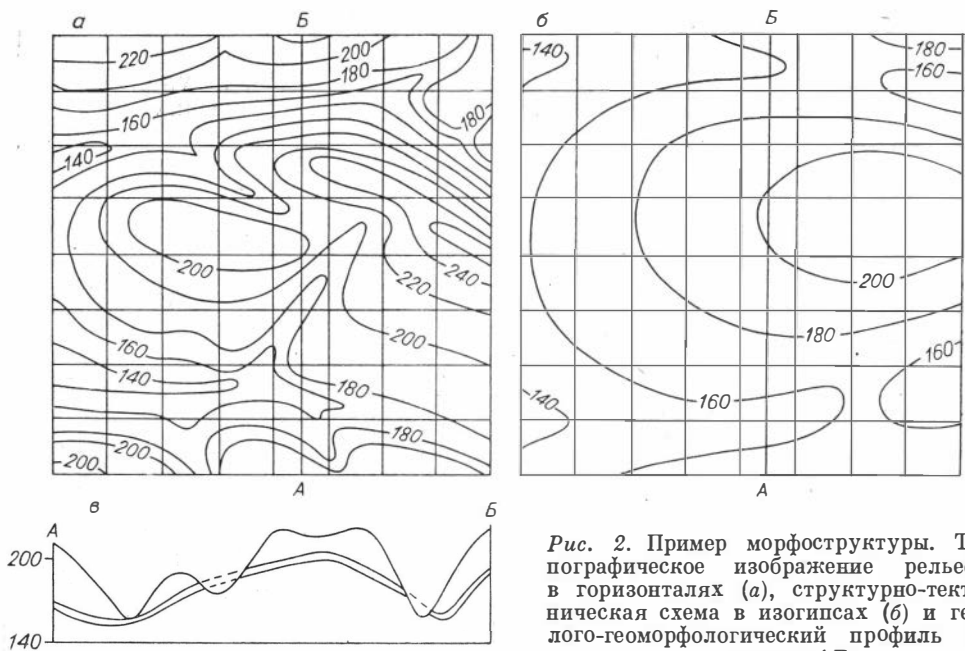 а Б
220
200
180
160
180
140
200
240
220
200
160
140
180
200
180
200
А
б Б
140
180
160
200
180
160
160
140
А
в
А Б
200
140
Рис. 2. Пример морфоструктуры.
пографическое изображение
в горизонталях (а),
ническая схема в изогипсах (б) и
лого-геоморфологический профиль